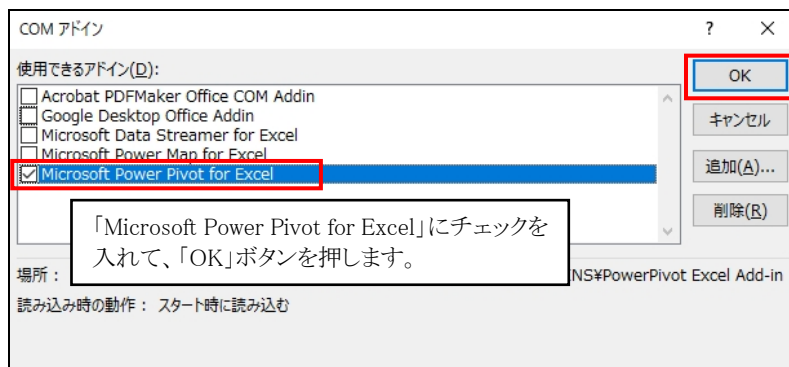 COM アドイン ? ×
使用できるアドイン(D):
Acrobat PDFMaker Office COM Addin
Google Desktop Office Addin
Microsoft Data Streamer for Excel
Microsoft Power Map for Excel
Microsoft Power Pivot for Excel
OK
キャンセル
追加(A)...
削除(R)
「Microsoft Power Pivot for Excel」にチェックを
入れて、「OK」ボタンを押します。
場所： NS¥PowerPivot Excel Add-in
読み込み時の動作： スタート時に読み込む